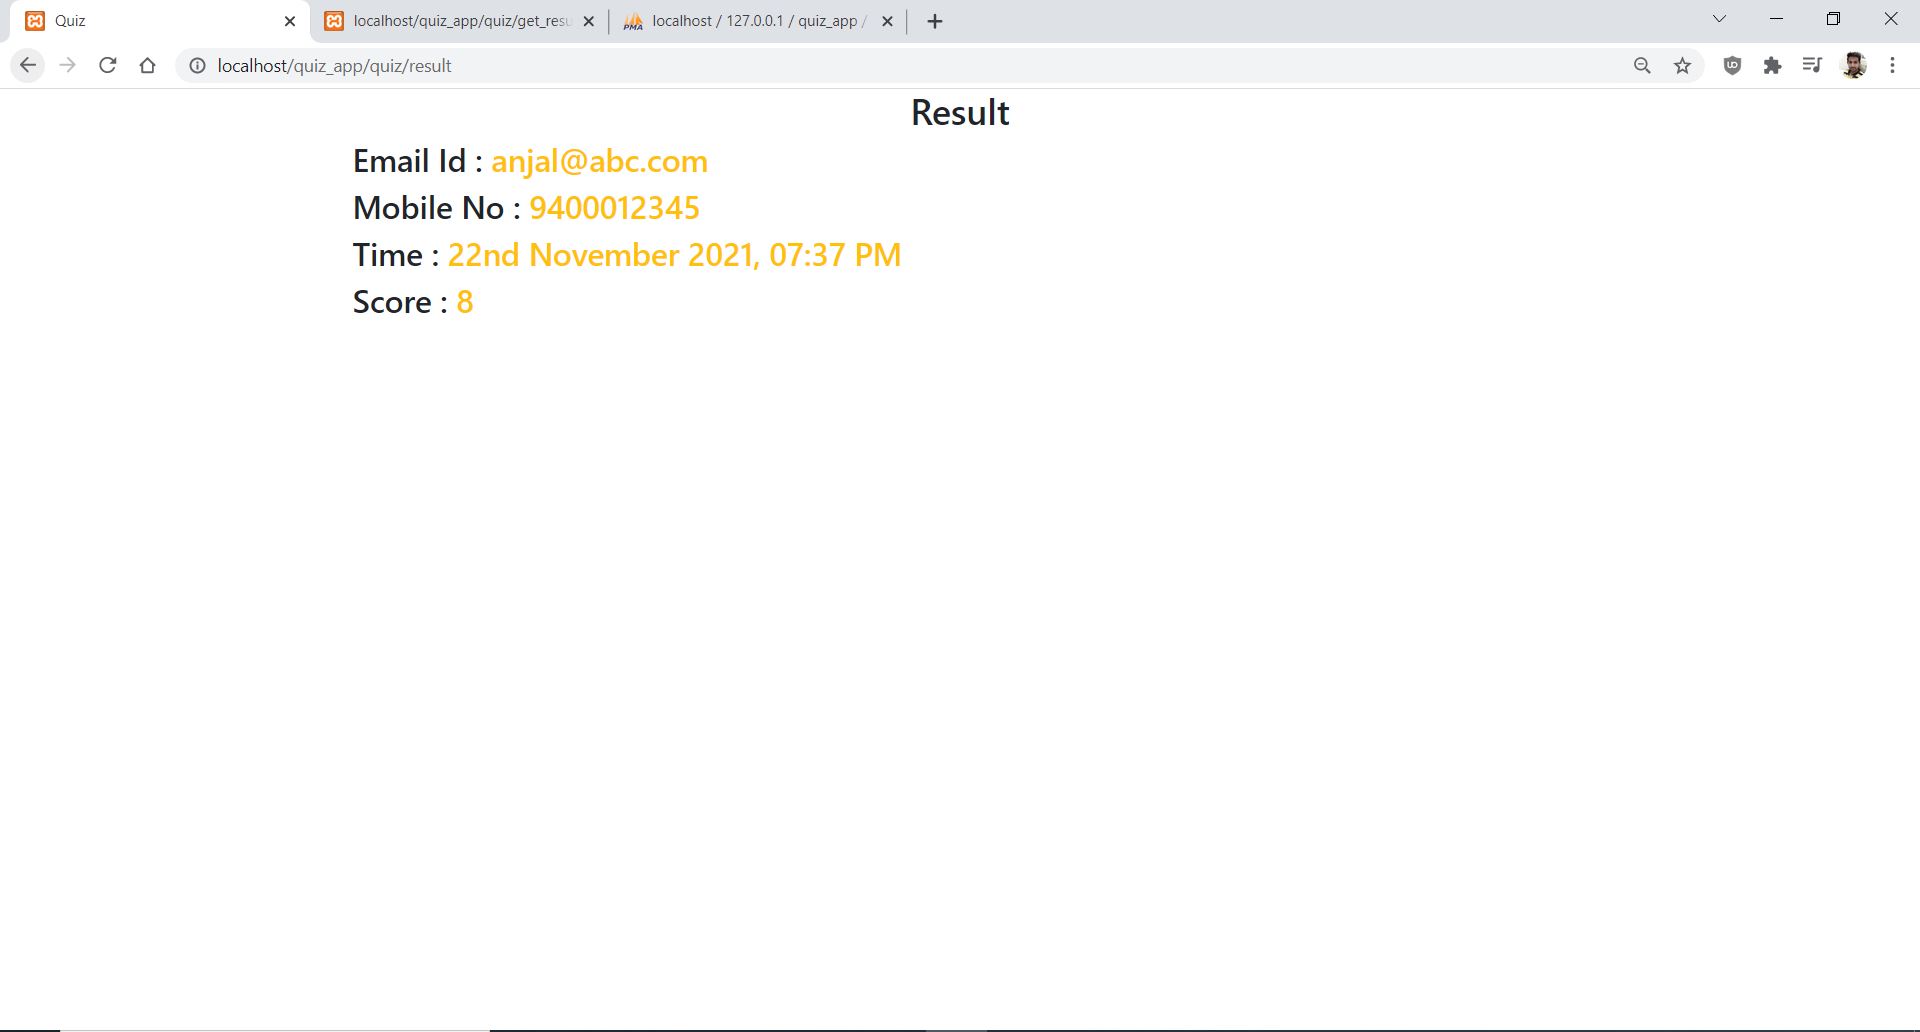 Quiz
localhost/quiz_app/quiz/get_resu
PMA
localhost / 127.0.0.1 / quiz_app /
localhost/quiz_app/quiz/result
Result
Email Id : anjal@abc.com
Mobile No : 9400012345
Time : 22nd November 2021, 07:37 PM
Score : 8